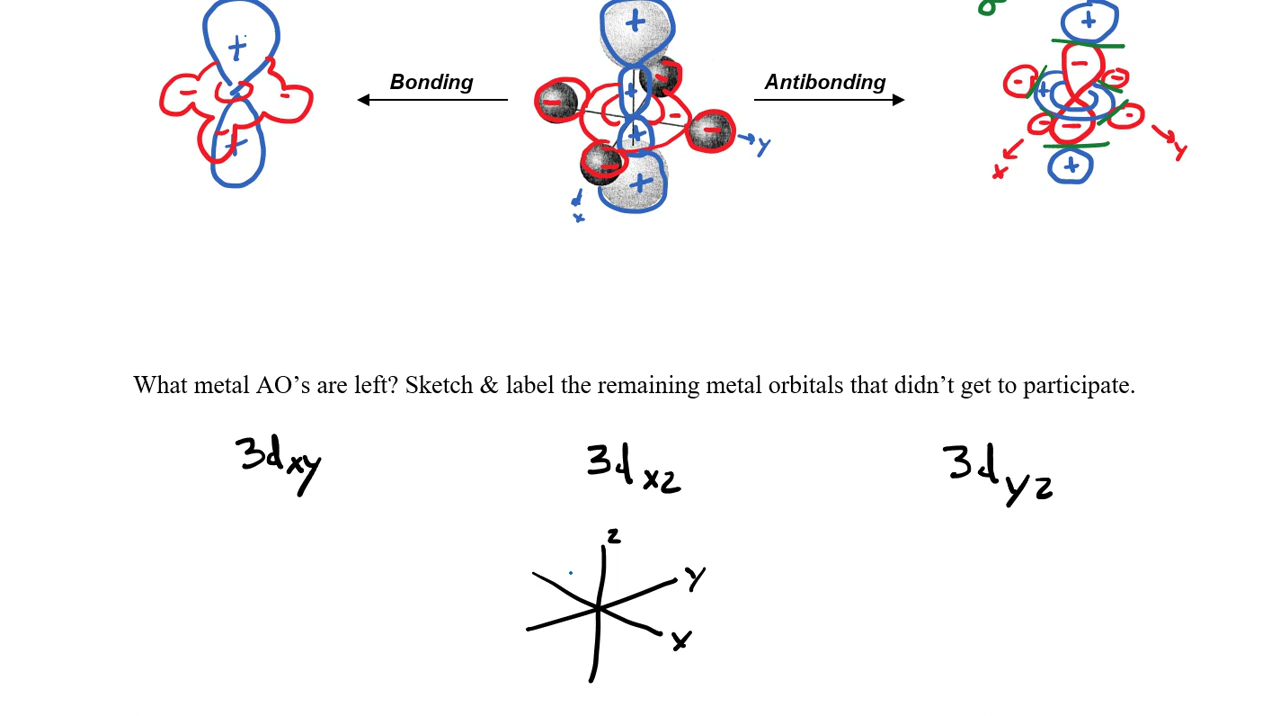 + - - - +
Bonding
+ - - + - + - - + y x
Antibonding
+ - - - + - - - + x y
What metal AO's are left? Sketch & label the remaining metal orbitals that didn't get to participate.
3dxy 3dxz 3dyz
z
y
x